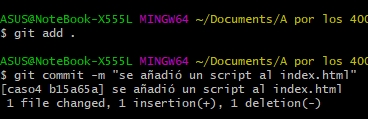 ASUS@NoteBook-X555L MINGW64 ~/Documents/A por los 400
$ git add .
ASUS@NoteBook-X555L MINGW64 ~/Documents/A por los 400
$ git commit -m "se añadió un script al index.html"
[caso4 b15a65a] se añadió un script al index.html
1 file changed, 1 insertion(+), 1 deletion(-)